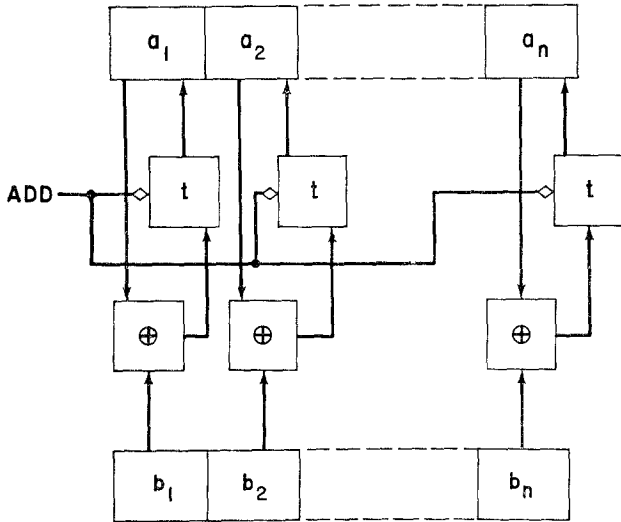 a₁ a₂ aₙ
ADD t t t
⊕ ⊕ ⊕
b₁ b₂ bₙ